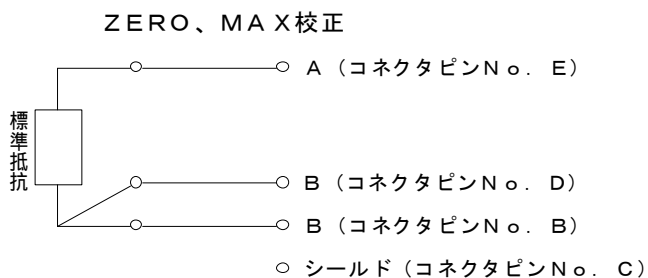 ZERO、MAX校正
A（コネクタピンNo．E）
標準抵抗
B（コネクタピンNo．D）
B（コネクタピンNo．B）
シールド（コネクタピンNo．C）